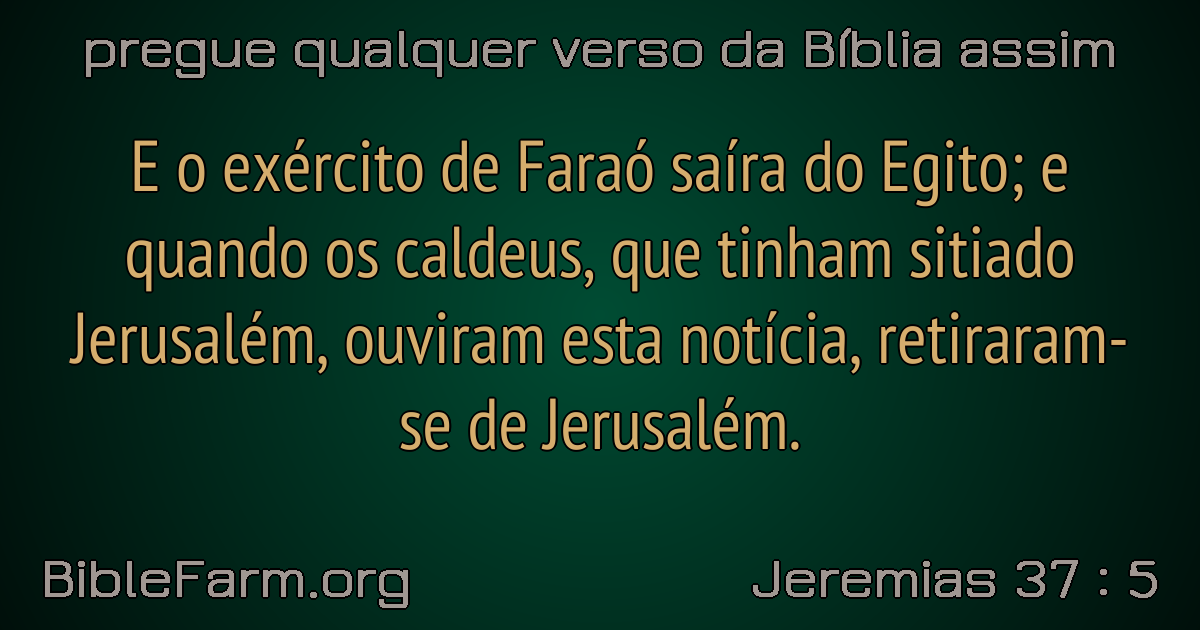 pregue qualquer verso da Bíblia assim
E o exército de Faraó saíra do Egito; e
quando os caldeus, que tinham sitiado
Jerusalém, ouviram esta notícia, retiraram-
se de Jerusalém.
BibleFarm.org
Jeremias 37 : 5